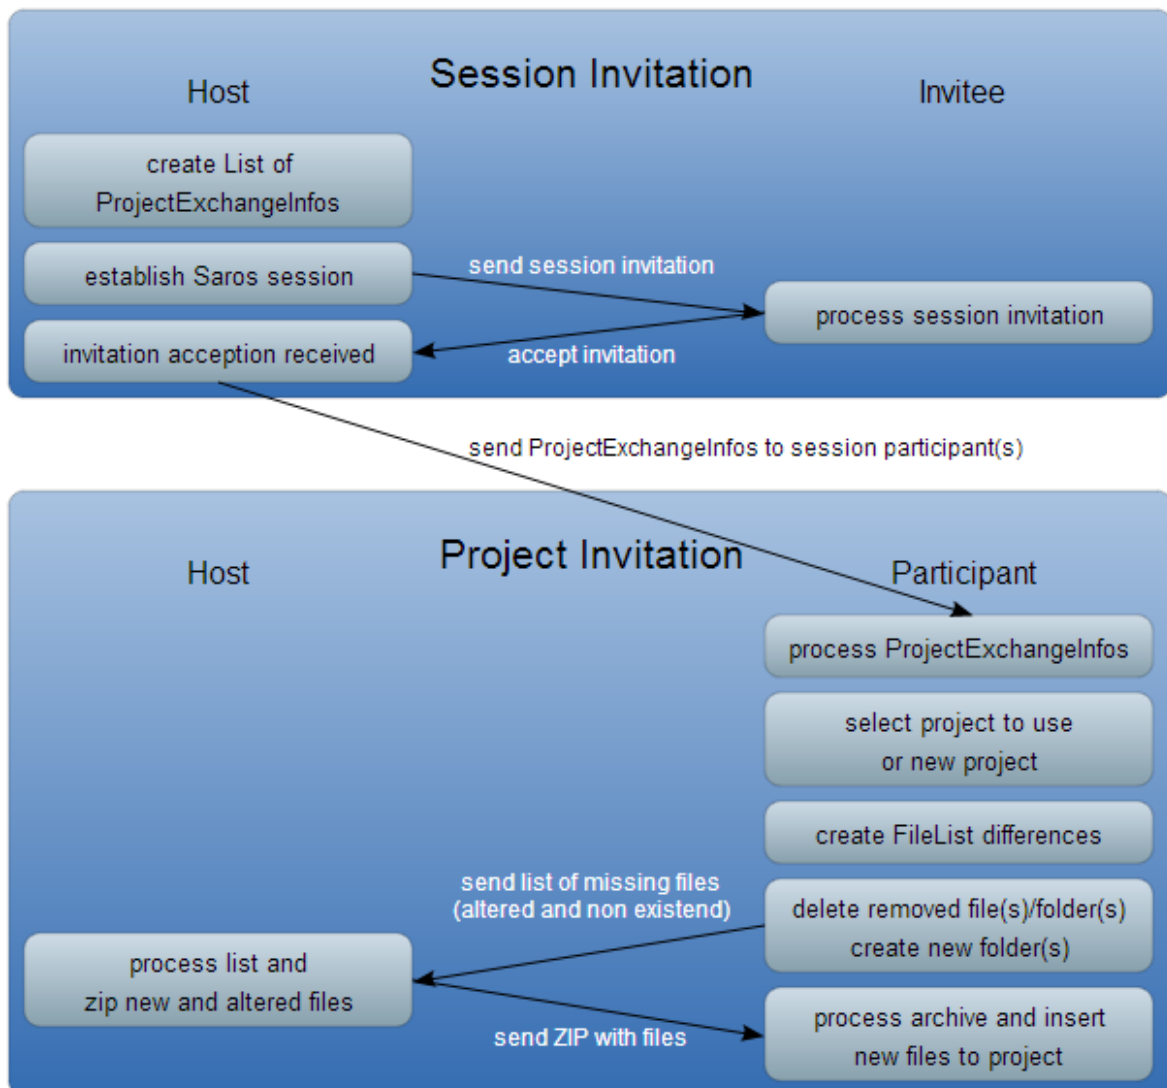 Session Invitation
Host
Invitee
create List of
ProjectExchangeInfos
establish Saros session
send session invitation
process session invitation
invitation acception received
accept invitation
send ProjectExchangeInfos to session participant(s)
Project Invitation
Host
Participant
process ProjectExchangeInfos
select project to use
or new project
create FileList differences
send list of missing files
(altered and non existend)
delete removed file(s)/folder(s)
create new folder(s)
process list and
zip new and altered files
send ZIP with files
process archive and insert
new files to project